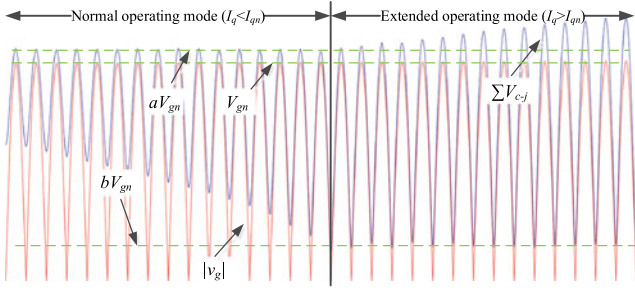 Normal operating mode (Iq<Iqn)
Extended operating mode (Iq>Iqn)
aVgn
Vgn
∑Vc-j
bVgn
|vg|